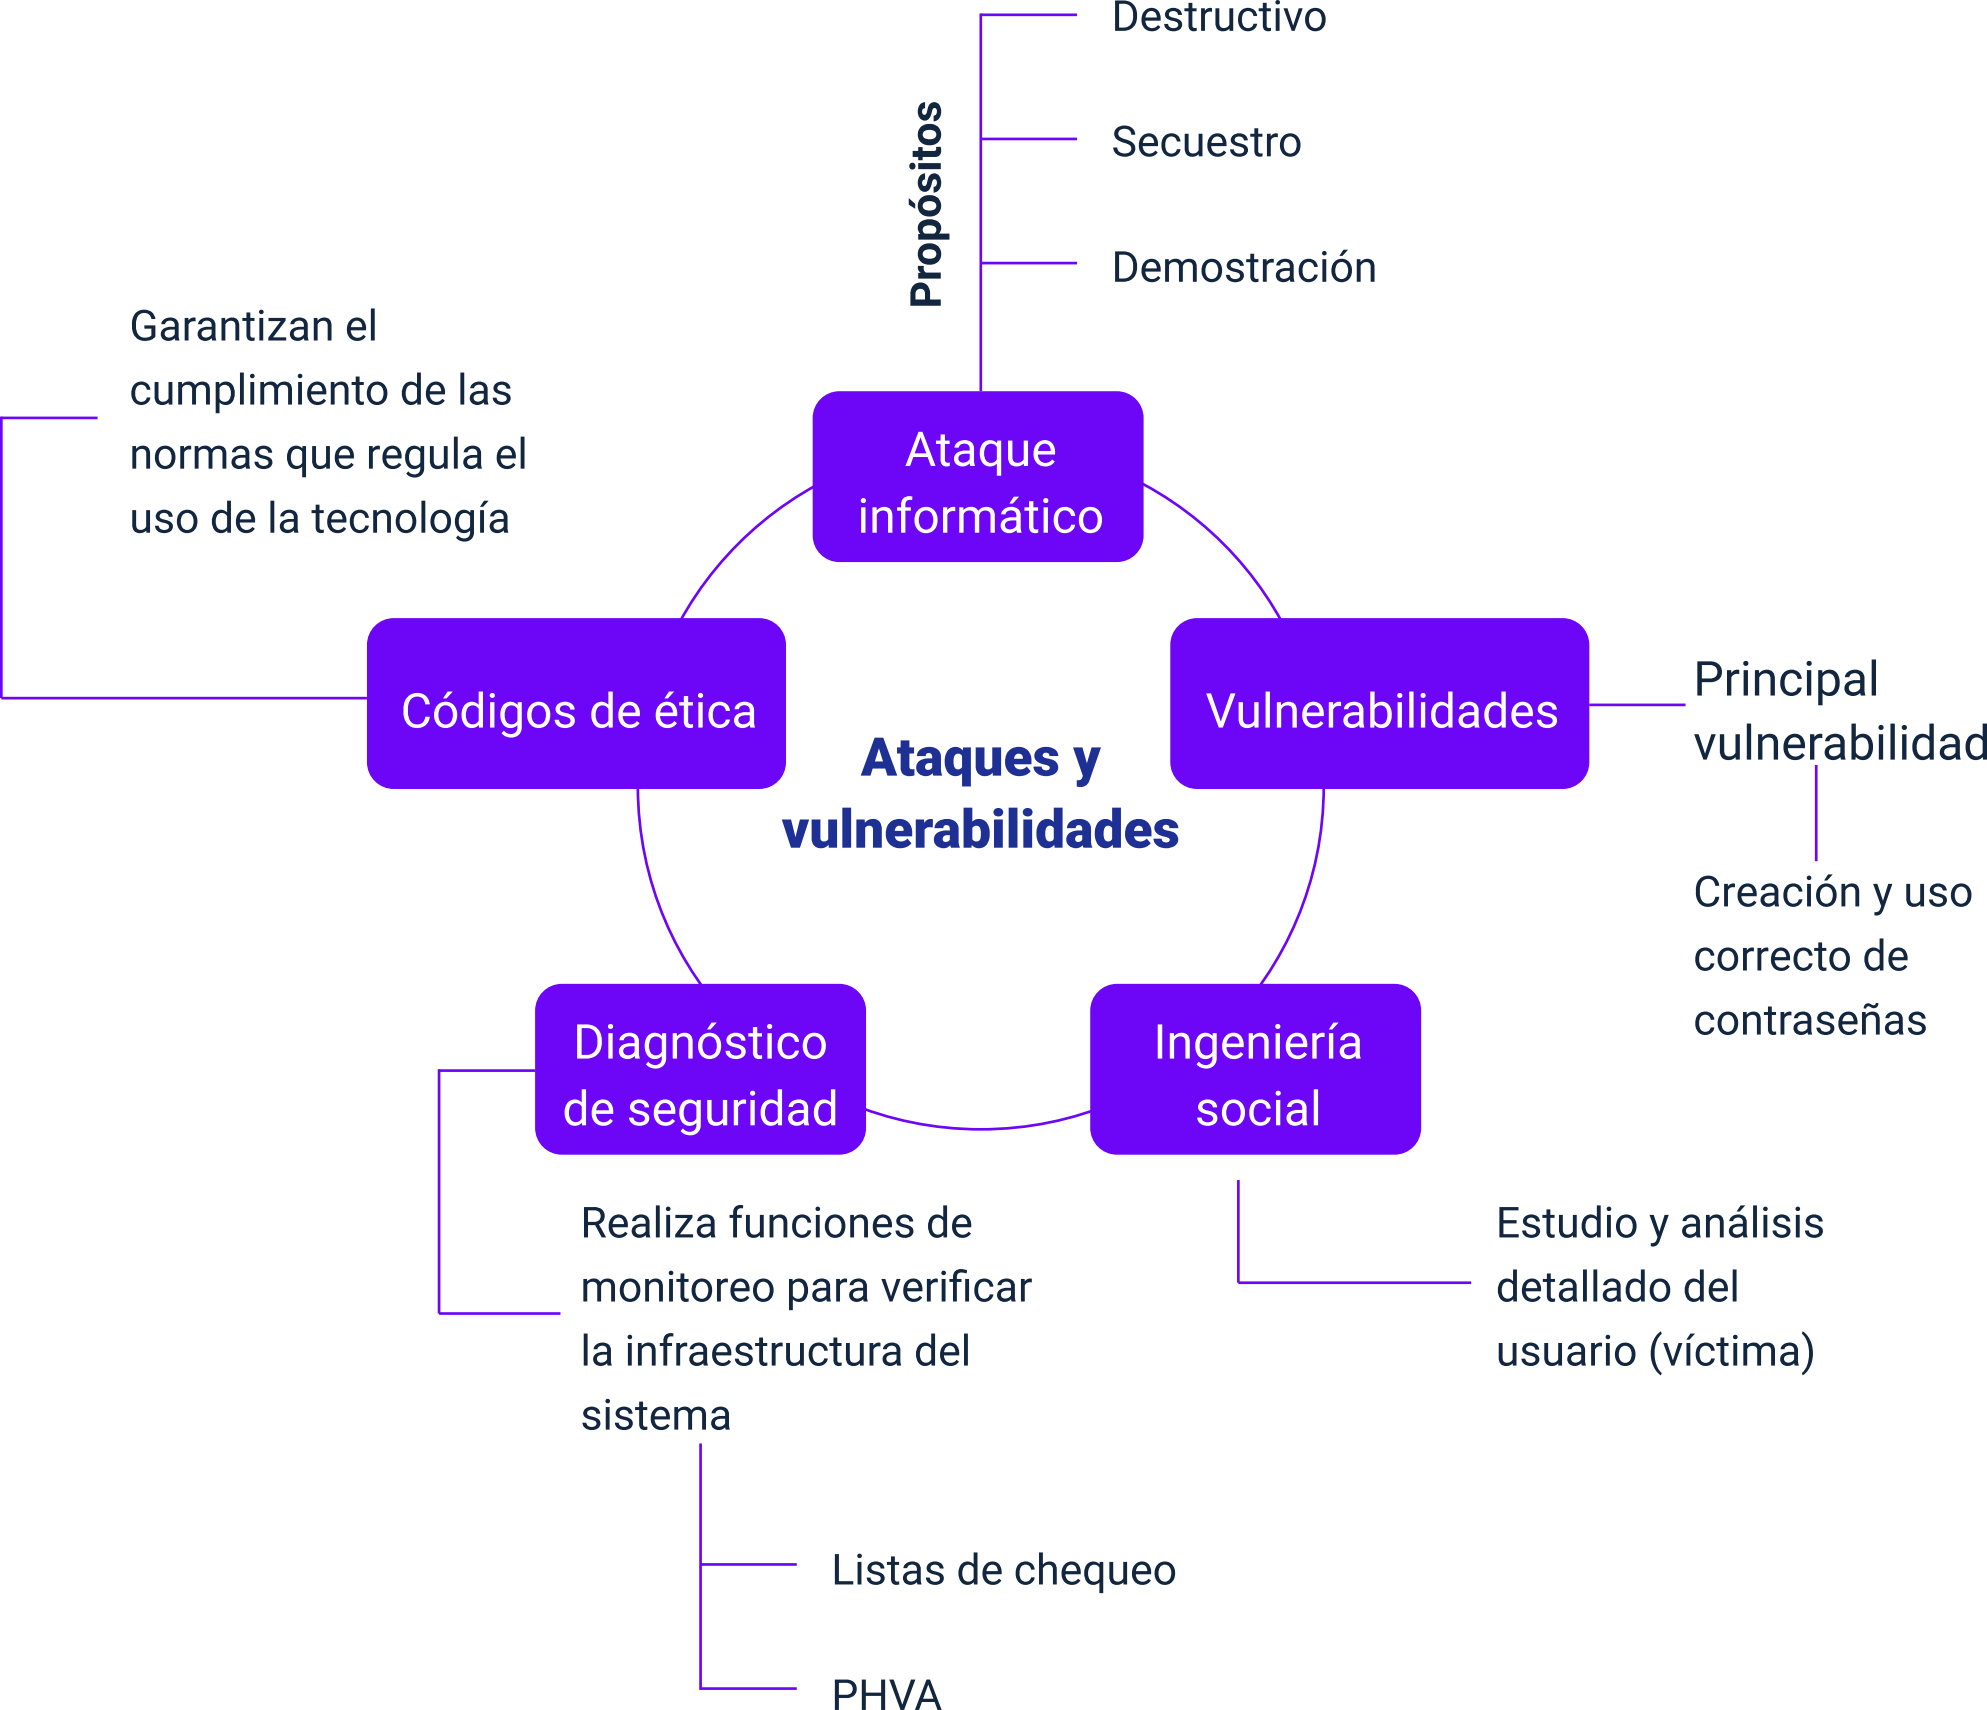 Destructivo
Secuestro
Demostración
Propósitos
Ataque
informático
Garantizan el
cumplimiento de las
normas que regula el
uso de la tecnología
Códigos de ética
Vulnerabilidades
Principal
vulnerabilidad
Creación y uso
correcto de
contraseñas
Ataques y
vulnerabilidades
Diagnóstico
de seguridad
Ingeniería
social
Realiza funciones de
monitoreo para verificar
la infraestructura del
sistema
Estudio y análisis
detallado del
usuario (víctima)
Listas de chequeo
PHVA